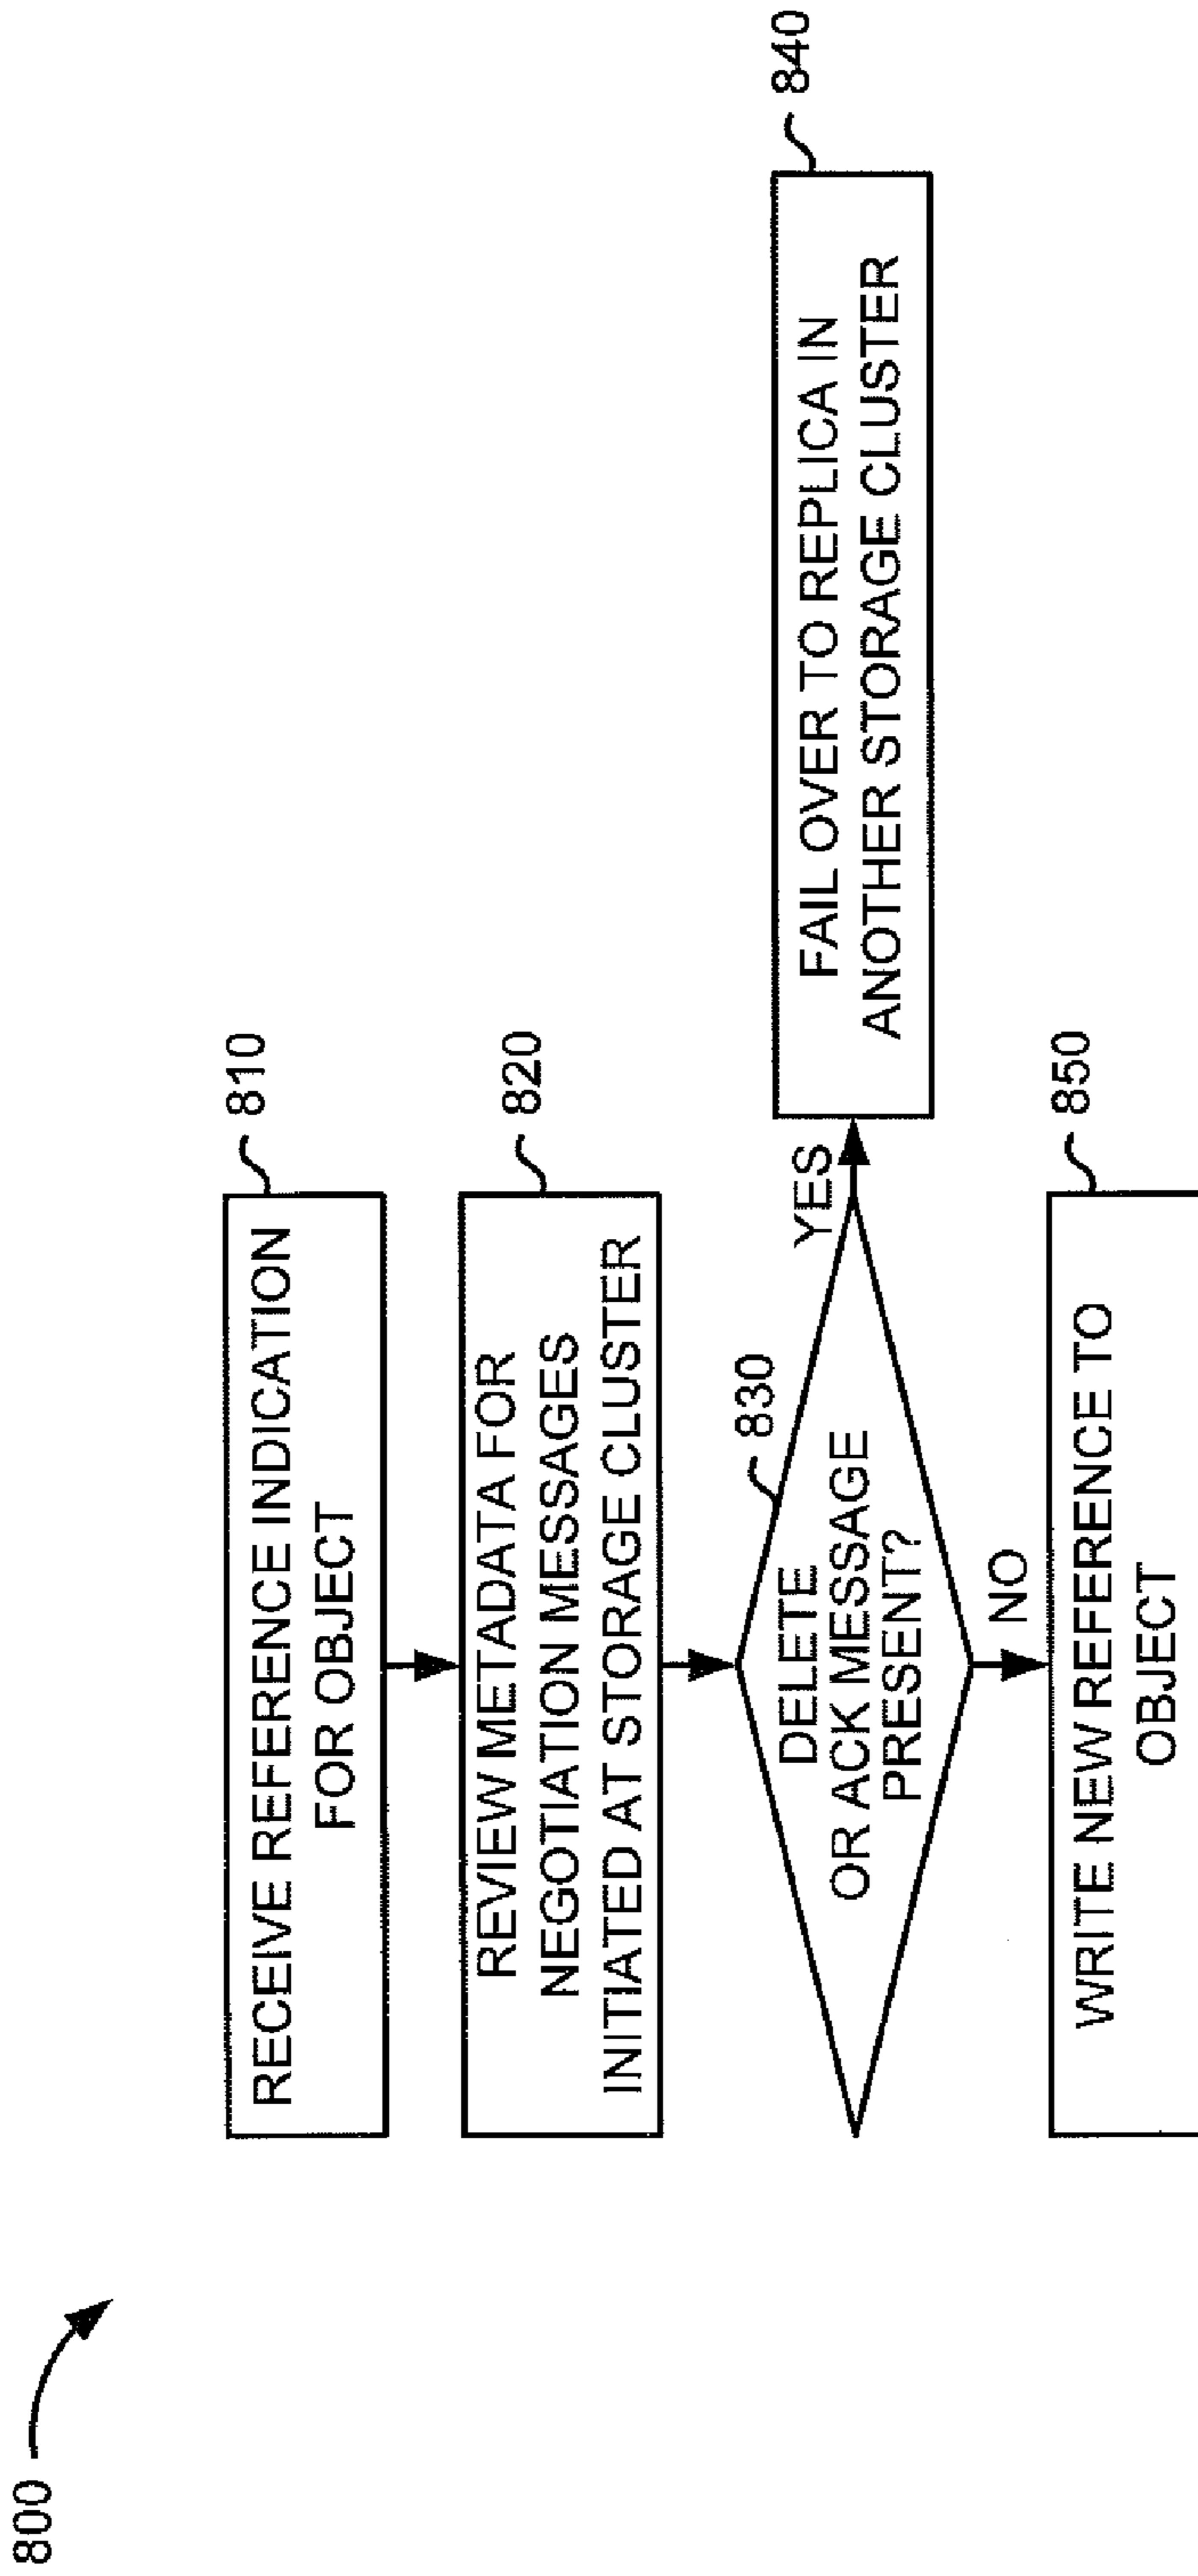 800
810
RECEIVE REFERENCE INDICATION
FOR OBJECT
820
REVIEW METADATA FOR
NEGOTIATION MESSAGES
INITIATED AT STORAGE CLUSTER
830
DELETE
OR ACK MESSAGE
PRESENT?
YES
840
FAIL OVER TO REPLICA IN
ANOTHER STORAGE CLUSTER
NO
850
WRITE NEW REFERENCE TO
OBJECT